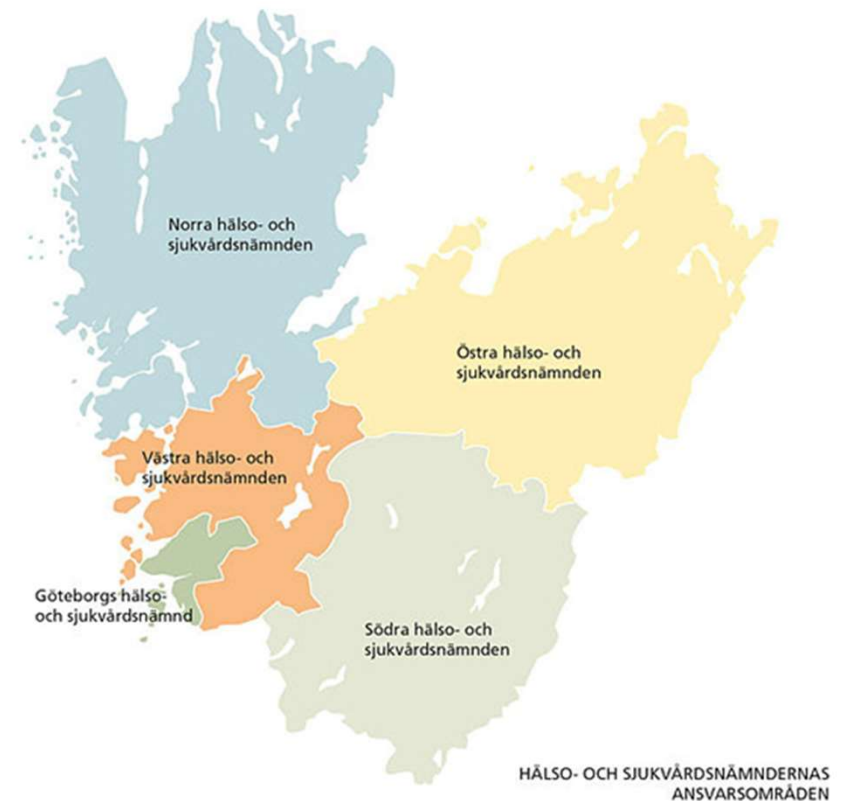 Norra hälso- och
sjukvårdsnämnden
Östra hälso- och
sjukvårdsnämnden
Västra hälso- och
sjukvårdsnämnden
Göteborgs hälso-
och sjukvårdsnämnd
Södra hälso- och
sjukvårdsnämnden
HÄLSO- OCH SJUKVÅRDSNÄMNDERNAS
ANSVARSOMRÅDEN